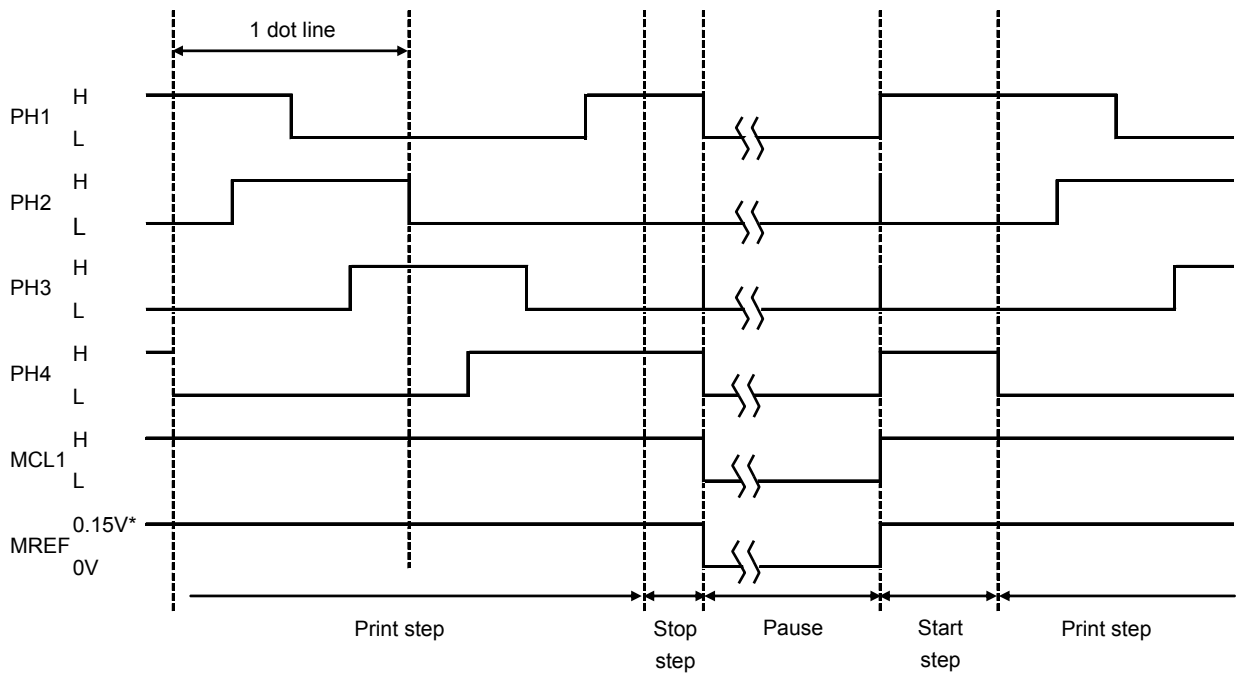 1 dot line
PH1
H
L
PH2
H
L
PH3
H
L
PH4
H
L
MCL1
H
L
MREF
0.15V*
0V
Print step
Stop
step
Pause
Start
step
Print step